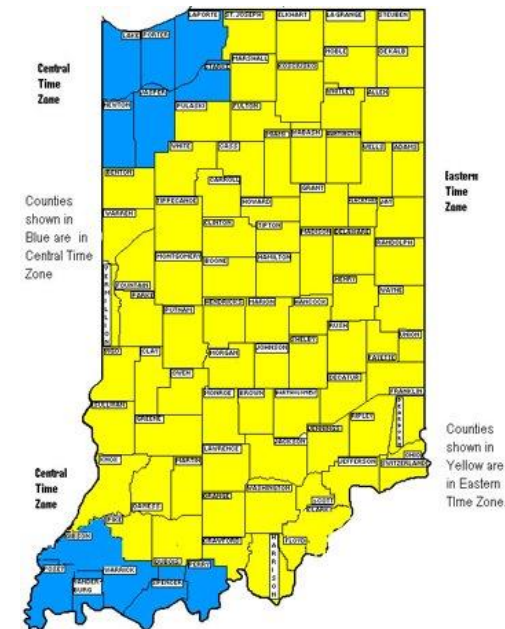 LAPORTE
ST. JOSEPH
ELKHART
LA GRANGE
STEUBEN
LAKE
PORTER
NOBLE
DEKALB
Central
Time
Zone
STARKE
MARSHALL
KOSCIUSKO
WHITLEY
ALLEN
NEWTON
JASPER
PULASKI
FULTON
WHITE
CASS
MIAMI
WABASH
HUNTINGTON
WELLS
ADAMS
BENTON
CARROLL
GRANT
Eastern
Time
Zone
Counties
shown in
Blue are in
Central Time
Zone
WARREN
TIPPECANOE
HOWARD
JAY
CLINTON
TIPTON
MADISON
DELAWARE
RANDOLPH
MONTGOMERY
BOONE
HAMILTON
HENRY
WAYNE
VERMILLION
FOUNTAIN
PARKE
PUTNAM
HENDRICKS
MARION
HANCOCK
RUSH
UNION
FAYETTE
VIGO
CLAY
MORGAN
JOHNSON
SHELBY
OWEN
DECATUR
FRANKLIN
SULLIVAN
MONROE
BROWN
BARTHOLOMEW
GREENE
RIPLEY
DEARBORN
JENNINGS
JACKSON
OHIO
SWITZERLAND
JEFFERSON
Counties
shown in
Yellow are
in Eastern
TIme Zone.
Central
Time
Zone
KNOX
MARTIN
LAWRENCE
DAVIESS
ORANGE
WASHINGTON
SCOTT
CLARK
PIKE
GIBSON
DUBOIS
CRAWFORD
HARRISON
FLOYD
POSEY
VANDER-
BURG
WARRICK
SPENCER
PERRY